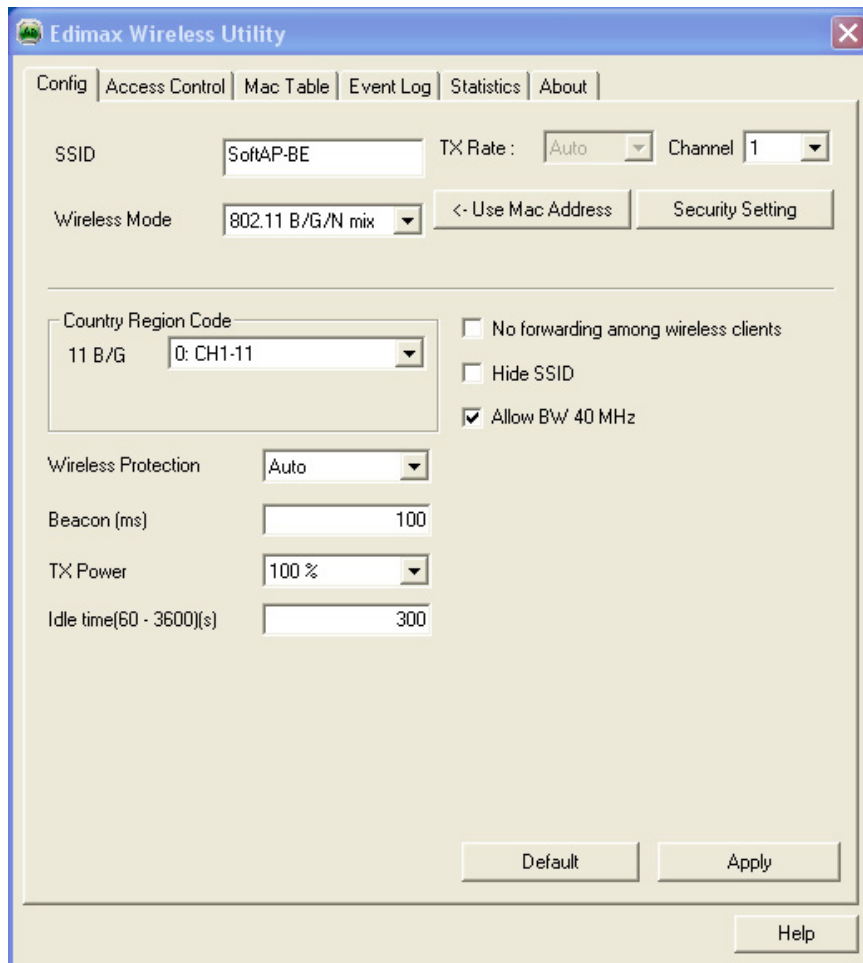 Edimax Wireless Utility
Config Access Control Mac Table Event Log Statistics About
SSID SoftAP-BE TX Rate : Auto Channel 1
Wireless Mode 802.11 B/G/N mix <- Use Mac Address Security Setting
Country Region Code
11 B/G 0: CH1-11
No forwarding among wireless clients
Hide SSID
Allow BW 40 MHz
Wireless Protection Auto
Beacon (ms) 100
TX Power 100 %
Idle time(60 - 3600)(s) 300
Default Apply
Help